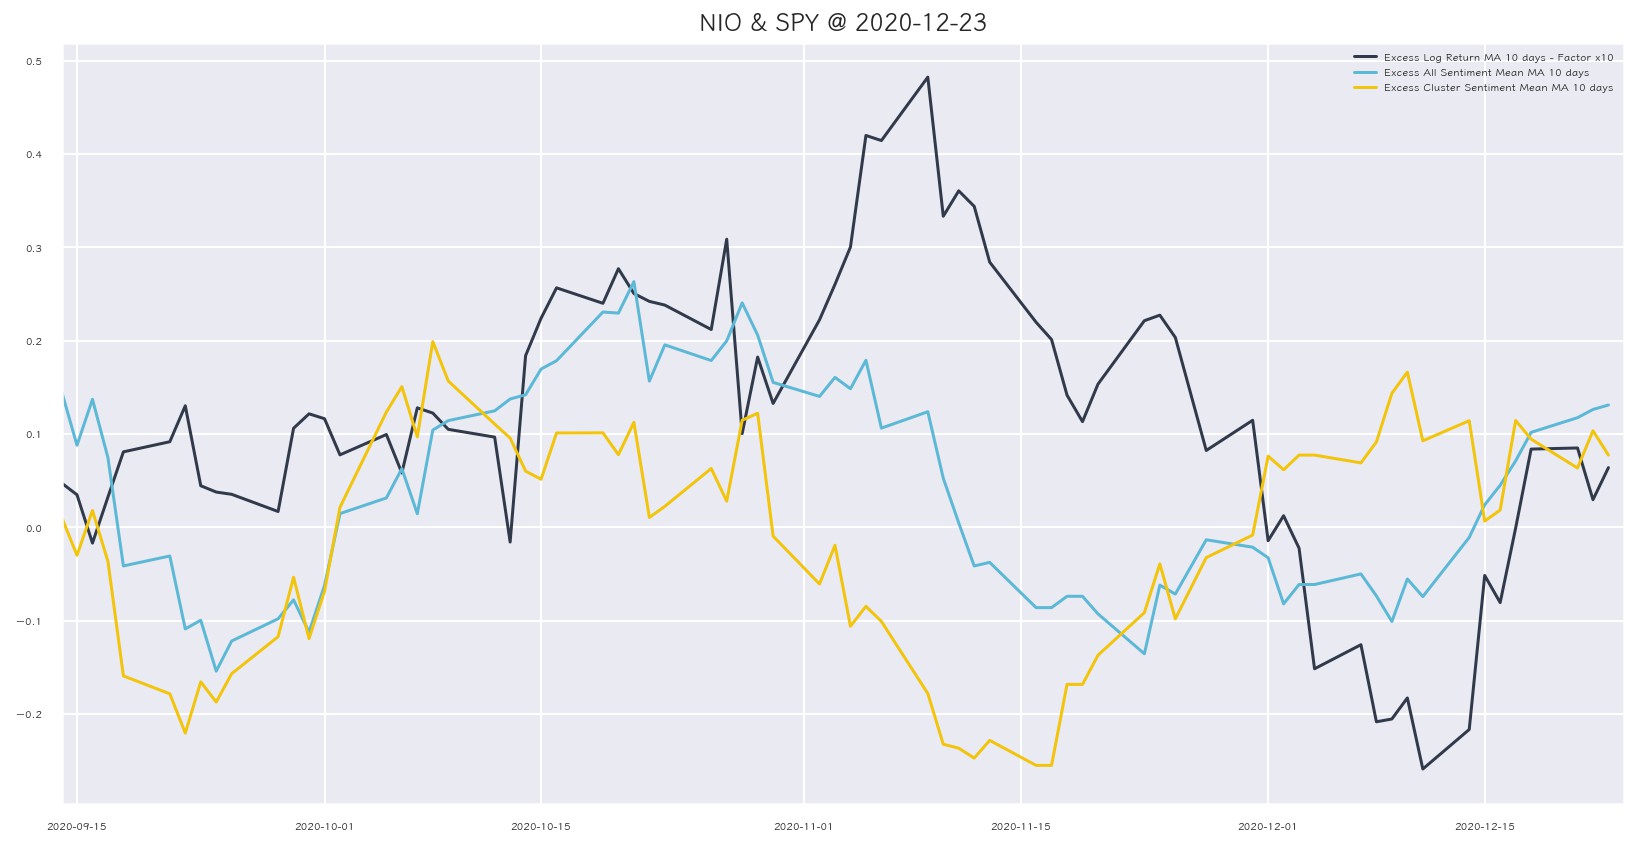 NIO & SPY @ 2020-12-23
Excess Log Return MA 10 days - Factor x10
Excess All Sentiment Mean MA 10 days
Excess Cluster Sentiment Mean MA 10 days
0.5
0.4
0.3
0.2
0.1
0.0
−0.1
−0.2
2020-09-15 2020-10-01 2020-10-15 2020-11-01 2020-11-15 2020-12-01 2020-12-15